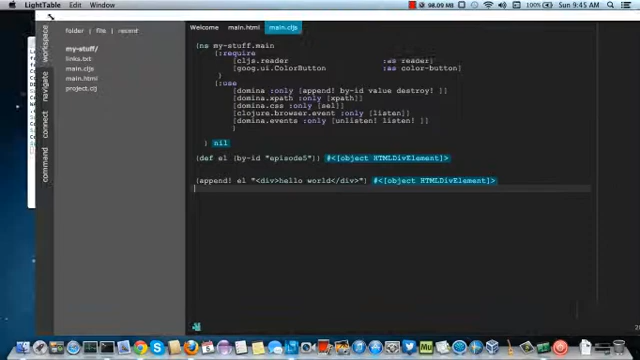 LightTable Edit Window
98.09 MB 100% Sun 9:45 AM
workspace
navigate
connect
command
folder | file | recent
my-stuff/
links.txt
main.cljs
main.html
project.clj
Welcome main.html main.cljs
(ns my-stuff.main
(:require
[cljs.reader :as reader]
[goog.ui.ColorButton :as color-button]
(:use
[domina :only [append! by-id value destroy! ]]
[domina.xpath :only [xpath]]
[domina.css :only [sel]]
[clojure.browser.event :only [listen]]
[domina.events :only [unlisten! listen! ]]
)
) nil
(def el (by-id "episode5")) #<[object HTMLDivElement]>
(append! el "<div>hello world</div>") #<[object HTMLDivElement]>